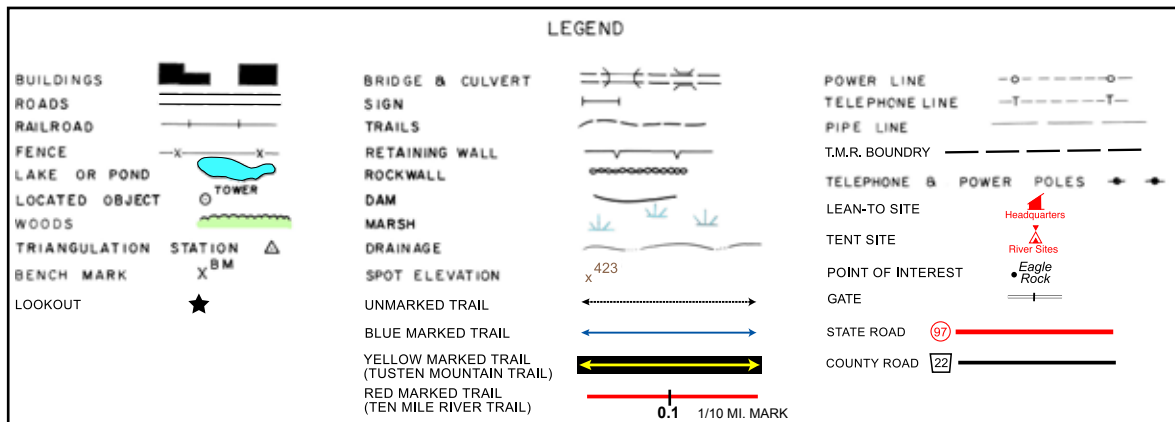 LEGEND
BUILDINGS
ROADS
RAILROAD
FENCE
X X
LAKE OR POND
LOCATED OBJECT TOWER
WOODS
TRIANGULATION STATION
BENCH MARK X BM
LOOKOUT
BRIDGE & CULVERT
SIGN
TRAILS
RETAINING WALL
ROCKWALL
DAM
MARSH
DRAINAGE
SPOT ELEVATION x 423
UNMARKED TRAIL
BLUE MARKED TRAIL
YELLOW MARKED TRAIL
(TUSTEN MOUNTAIN TRAIL)
RED MARKED TRAIL
(TEN MILE RIVER TRAIL)
0.1 1/10 MI. MARK
POWER LINE
TELEPHONE LINE T T
PIPE LINE
T.M.R. BOUNDRY
TELEPHONE & POWER POLES
LEAN-TO SITE
Headquarters
TENT SITE
River Sites
POINT OF INTEREST Eagle
Rock
GATE
STATE ROAD 97
COUNTY ROAD 22